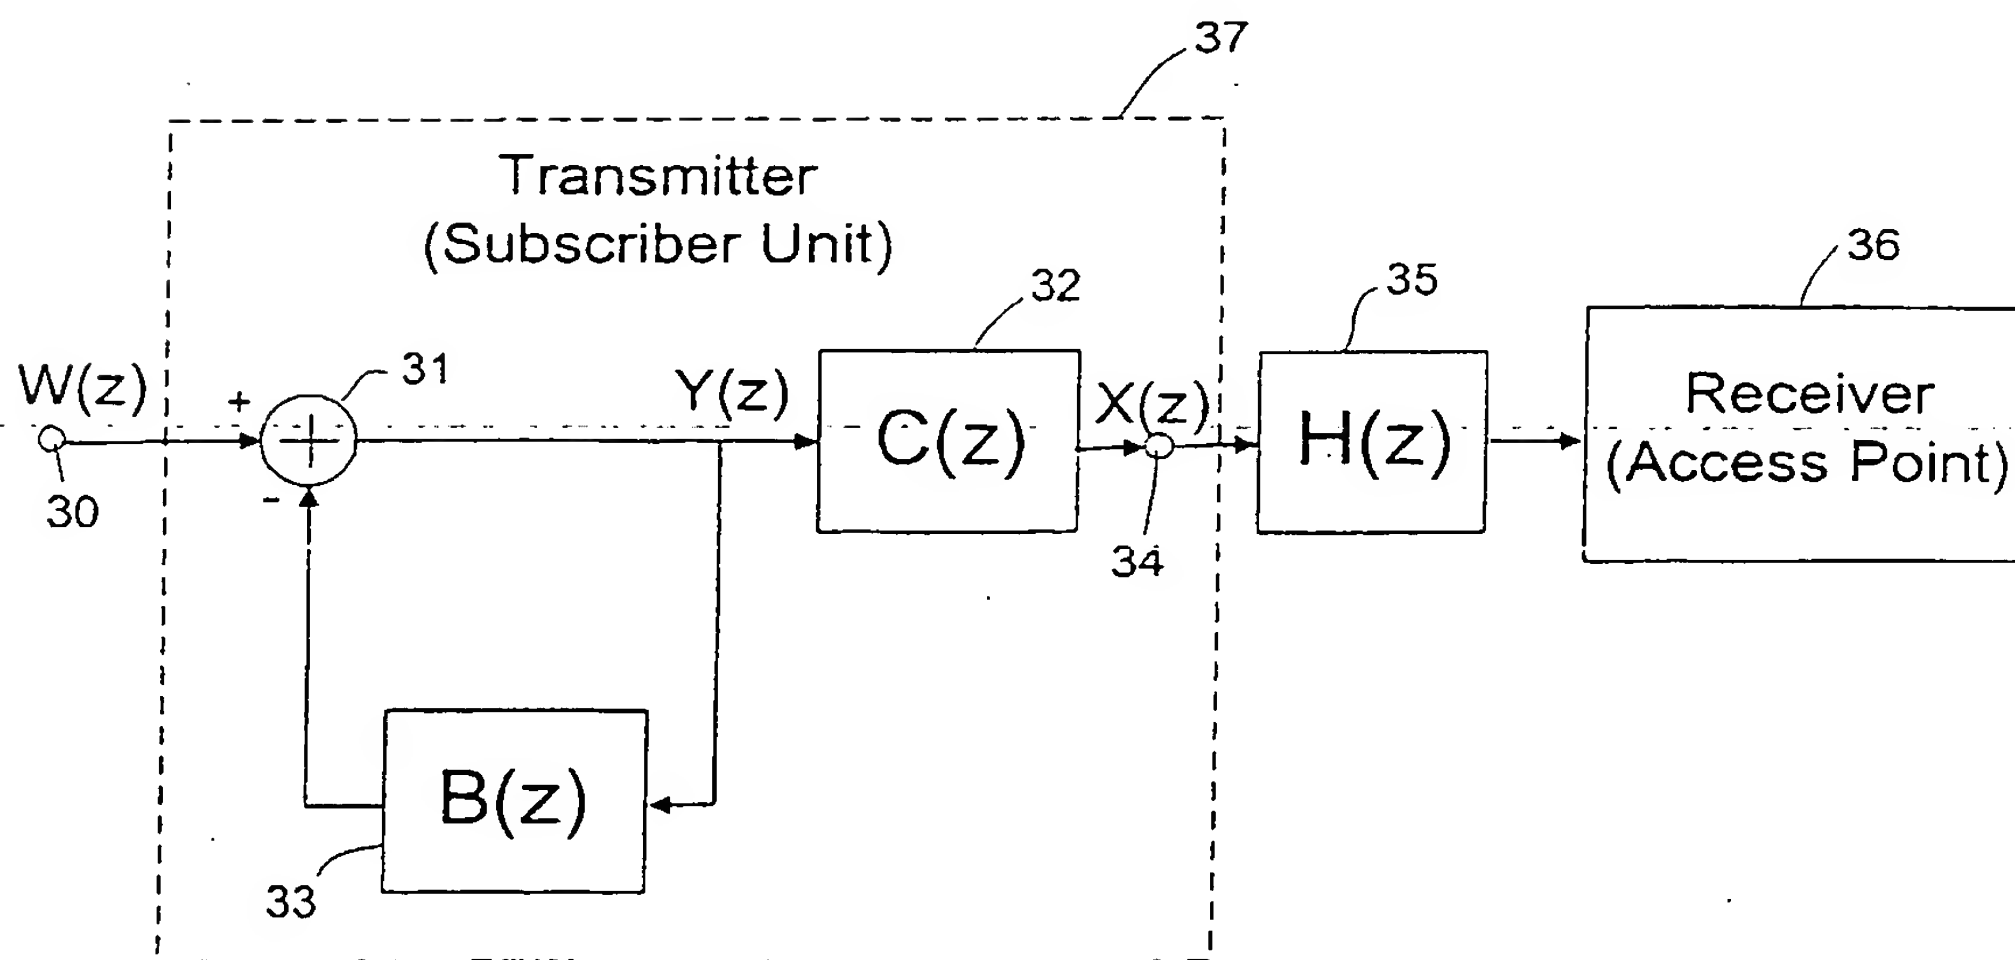 37
Transmitter
(Subscriber Unit)
36
32
35
31
W(z)
+
Y(z)
X(z)
Receiver
C(z)
H(z)
(Access Point)
-
30
34
B(z)
33